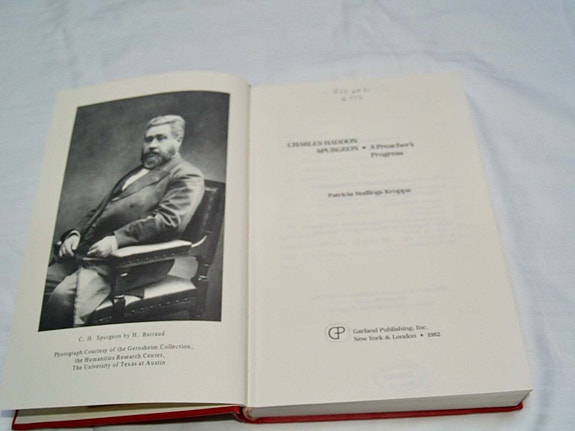 C. H. Spurgeon by H. Barraud
Photograph Courtesy of the Gernsheim Collection,
the Humanities Research Center,
The University of Texas at Austin
CHARLES HADDON
SPURGEON • A Preacher's
Progress
Patricia Stallings Kruppa
GP
Garland Publishing, Inc.
New York & London • 1982